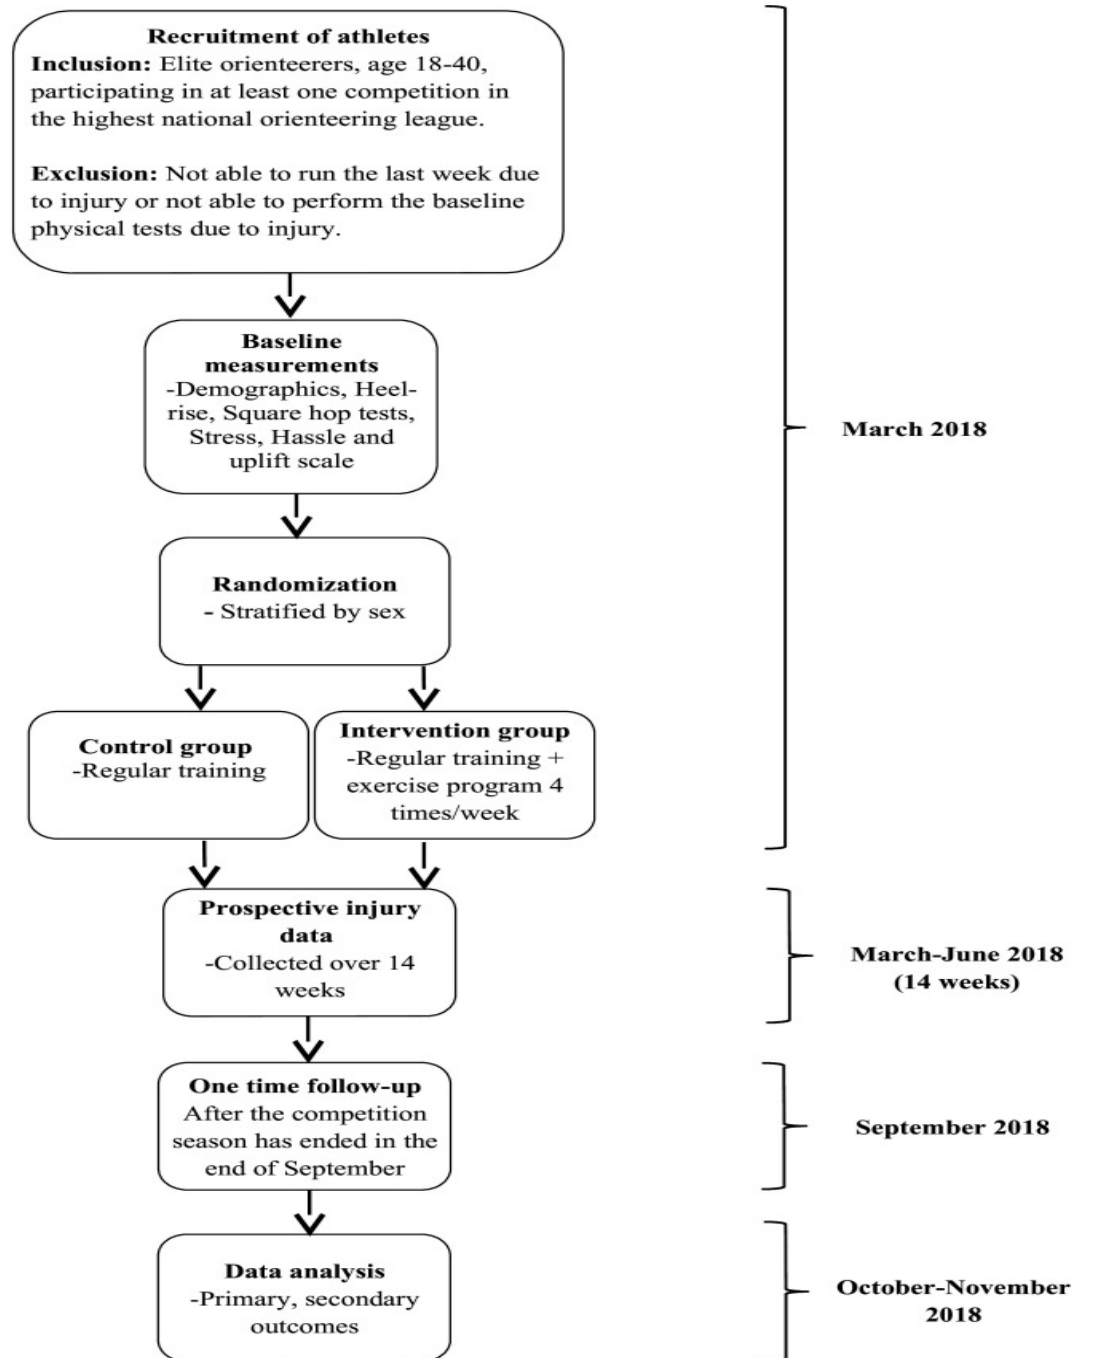 Recruitment of athletes
Inclusion: Elite orienteerers, age 18-40,
participating in at least one competition in
the highest national orienteering league.
Exclusion: Not able to run the last week due
to injury or not able to perform the baseline
physical tests due to injury.
Baseline
measurements
-Demographics, Heel-
rise, Square hop tests,
Stress, Hassle and
uplift scale
March 2018
Randomization
- Stratified by sex
Control group
-Regular training
Intervention group
-Regular training +
exercise program 4
times/week
Prospective injury
data
-Collected over 14
weeks
March-June 2018
(14 weeks)
One time follow-up
After the competition
season has ended in the
end of September
September 2018
Data analysis
-Primary, secondary
outcomes
October-November
2018